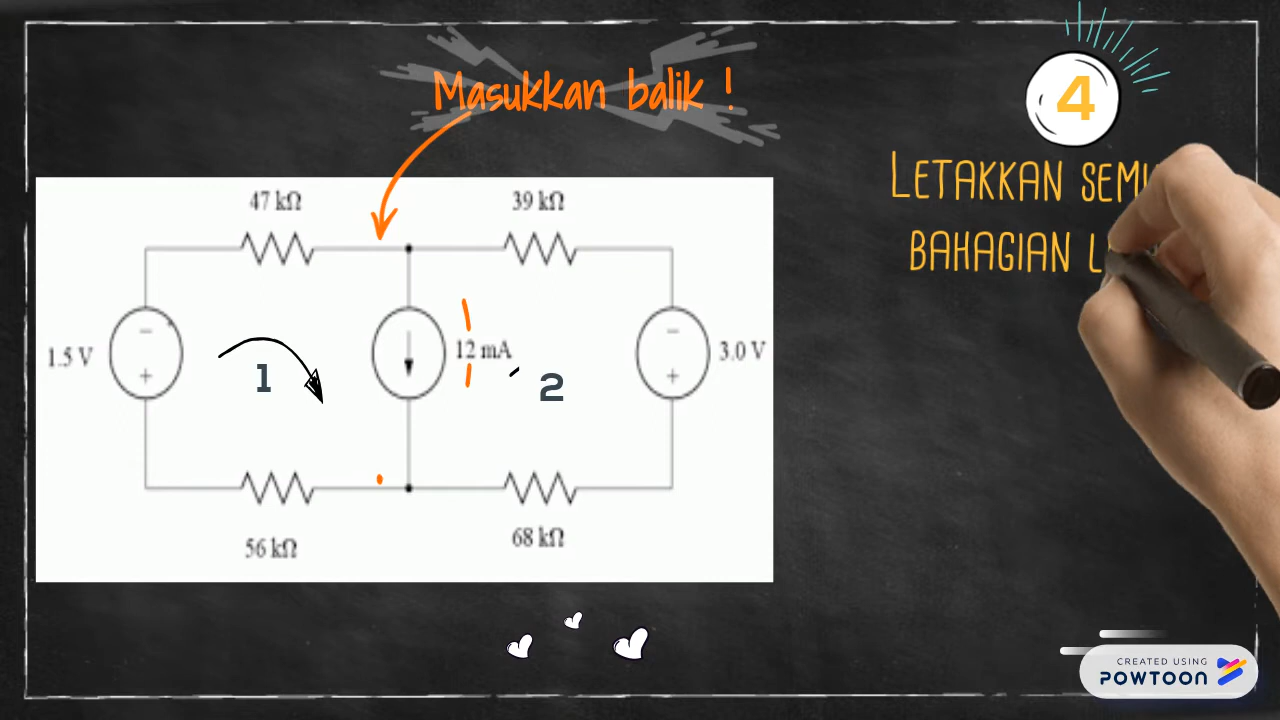 Masukkan balik !
4
LETAKKAN
BAHAGIAN
47 kΩ
39 kΩ
1.5 V
−
+
1
12 mA
2
−
+
3.0 V
56 kΩ
68 kΩ
CREATED USING
POWTOON